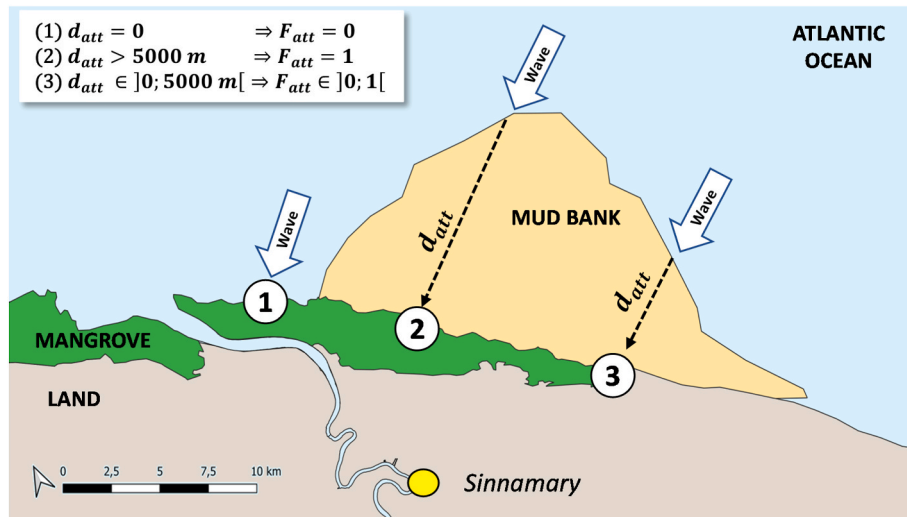 (1) d_att = 0 ⇒ F_att = 0
(2) d_att > 5000 m ⇒ F_att = 1
(3) d_att ∈ ]0; 5000 m[ ⇒ F_att ∈ ]0; 1[
ATLANTIC
OCEAN
Wave
Wave
Wave
MUD BANK
d_att
d_att
1
2
3
MANGROVE
LAND
0 2,5 5 7,5 10 km
Sinnamary